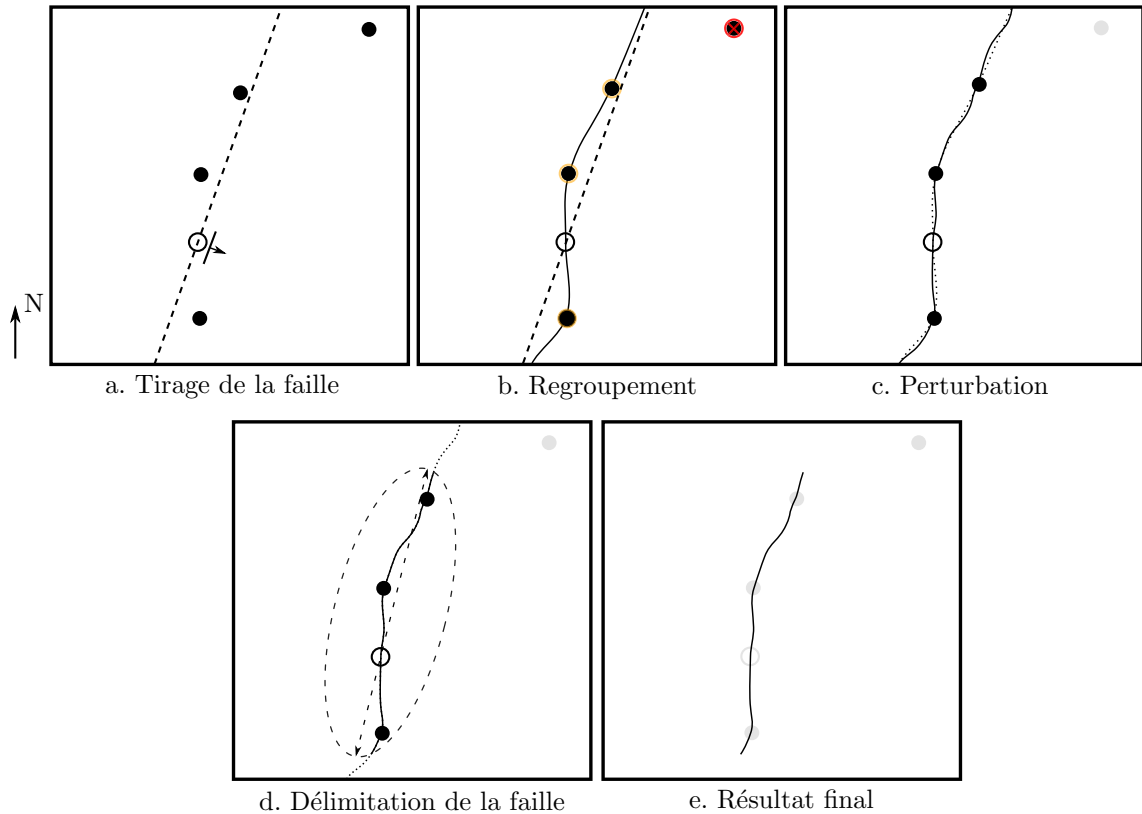 N
a. Tirage de la faille
b. Regroupement
c. Perturbation
d. Délimitation de la faille
e. Résultat final